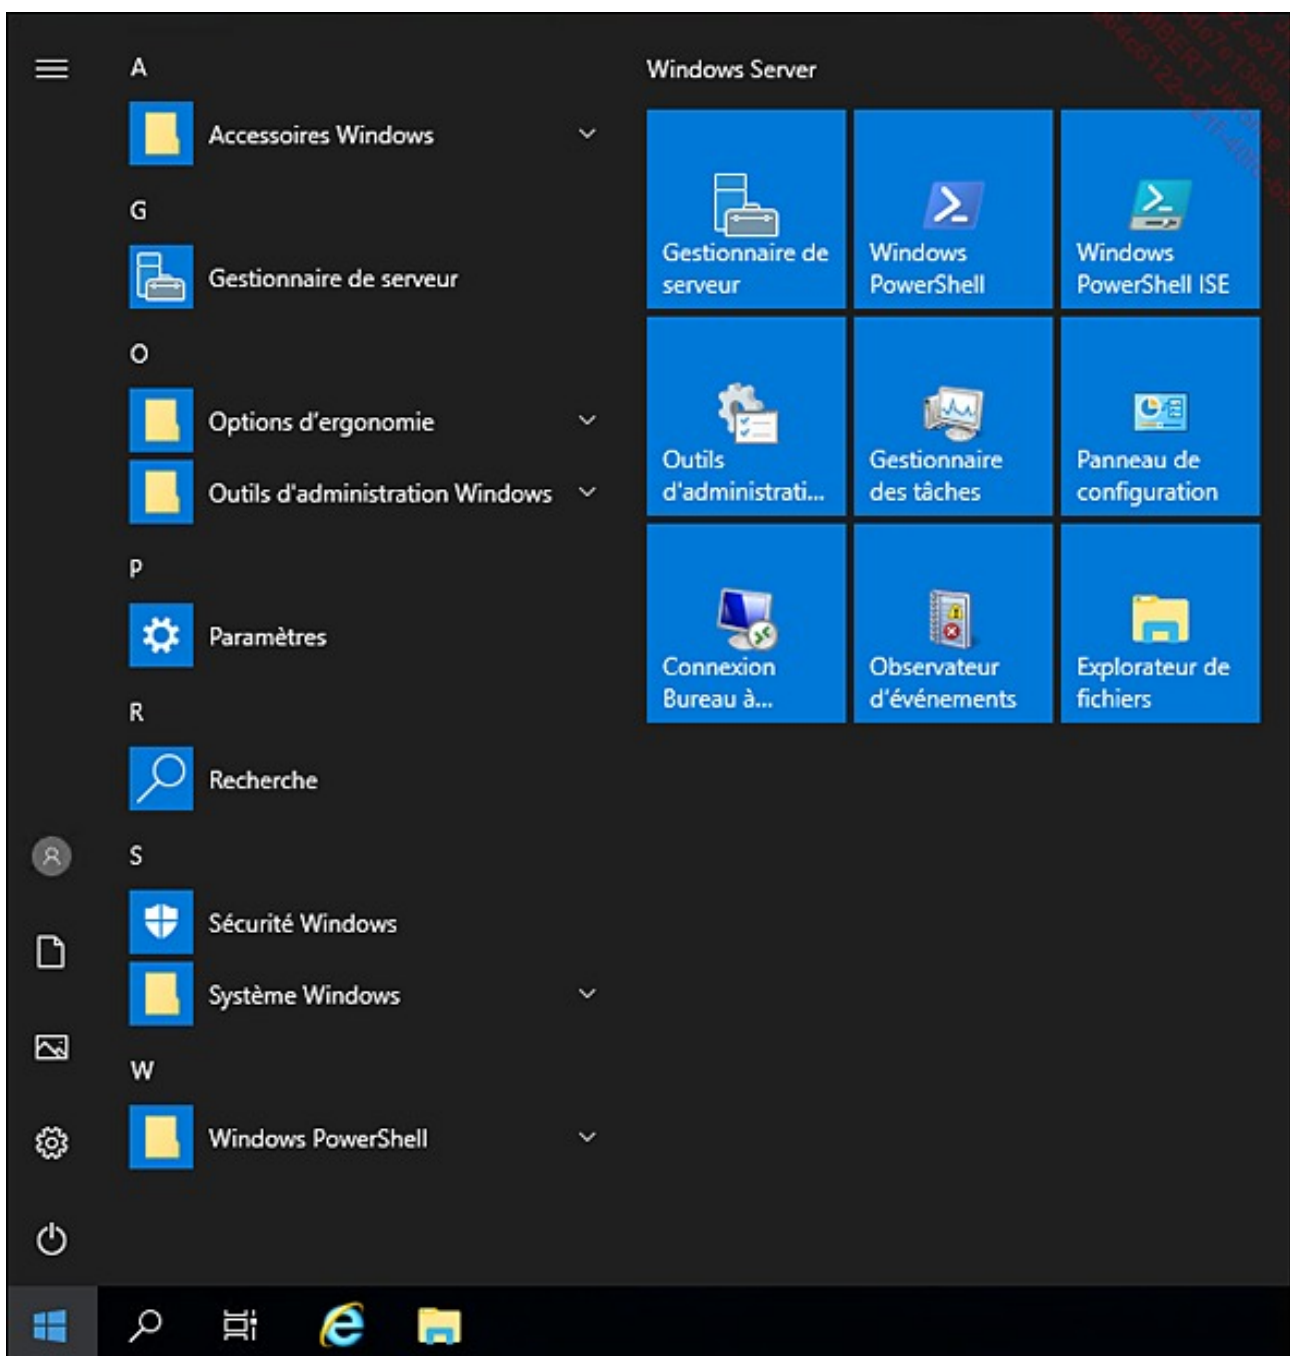 A
Accessoires Windows
G
Gestionnaire de serveur
O
Options d'ergonomie
Outils d'administration Windows
P
Paramètres
R
Recherche
S
Sécurité Windows
Système Windows
W
Windows PowerShell
Windows Server
Gestionnaire de
serveur
Windows
PowerShell
Windows
PowerShell ISE
Outils
d'administrati...
Gestionnaire
des tâches
Panneau de
configuration
Connexion
Bureau à...
Observateur
d'événements
Explorateur de
fichiers